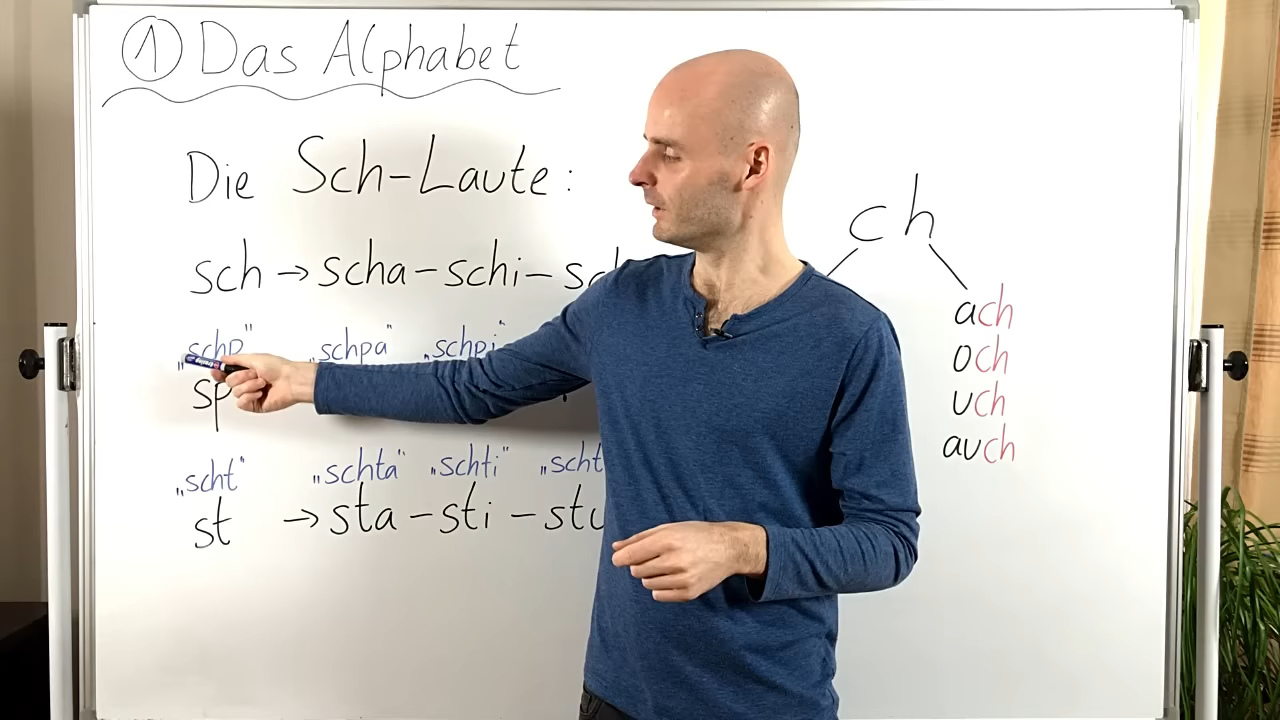 ① Das Alphabet
Die Sch-Laute:
sch → scha - schi - sch
„schp" „schpa" „schpi"
sp
„scht" „schta" „schti" „scht
st → sta - sti - stu
ch
ach
och
uch
auch